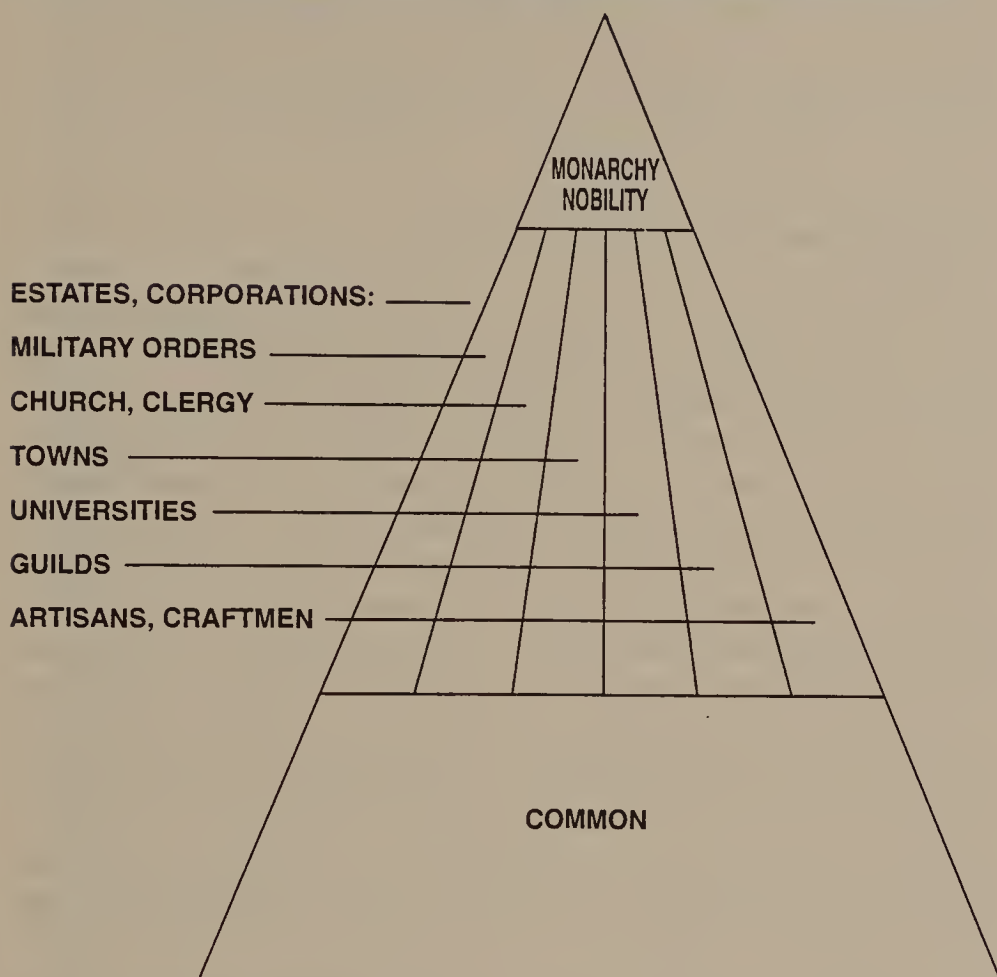 MONARCHY
NOBILITY
ESTATES, CORPORATIONS:
MILITARY ORDERS
CHURCH, CLERGY
TOWNS
UNIVERSITIES
GUILDS
ARTISANS, CRAFTMEN
COMMON